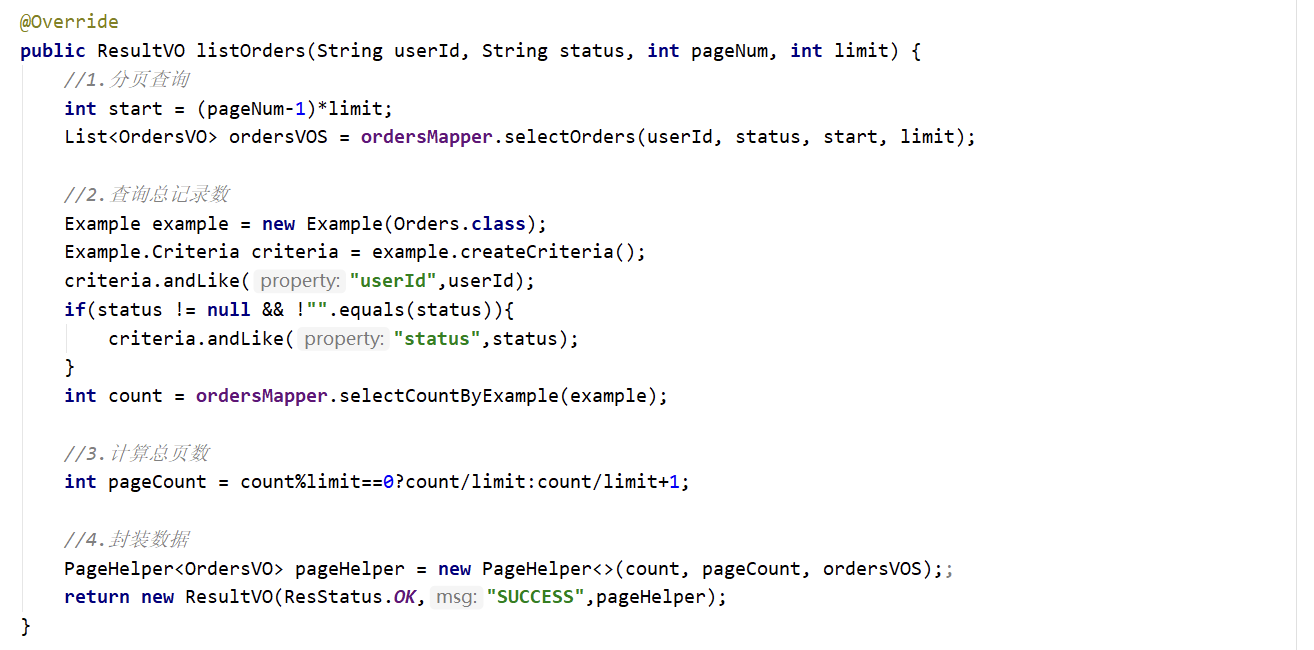 @Override
public ResultVO listOrders(String userId, String status, int pageNum, int limit) {
//1.分页查询
int start = (pageNum-1)*limit;
List<OrdersVO> ordersVOS = ordersMapper.selectOrders(userId, status, start, limit);
//2.查询总记录数
Example example = new Example(Orders.class);
Example.Criteria criteria = example.createCriteria();
criteria.andLike( property: "userId",userId);
if(status != null && !"".equals(status)){
criteria.andLike( property: "status",status);
}
int count = ordersMapper.selectCountByExample(example);
//3.计算总页数
int pageCount = count%limit==0?count/limit:count/limit+1;
//4.封装数据
PageHelper<OrdersVO> pageHelper = new PageHelper<>(count, pageCount, ordersVOS);;
return new ResultVO(ResStatus.OK, msg: "SUCCESS",pageHelper);
}